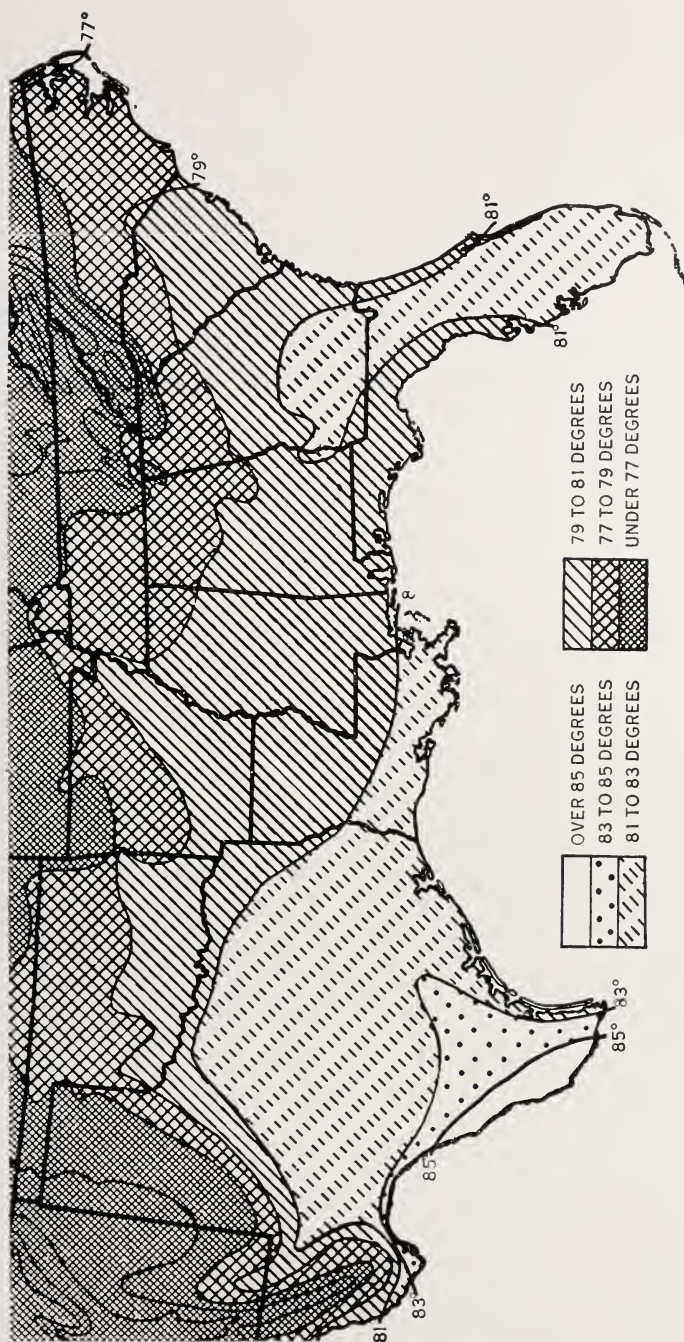 77°
79°
81°
81°
8
85
85°
83°
83°
81
OVER 85 DEGREES
83 TO 85 DEGREES
81 TO 83 DEGREES
79 TO 81 DEGREES
77 TO 79 DEGREES
UNDER 77 DEGREES